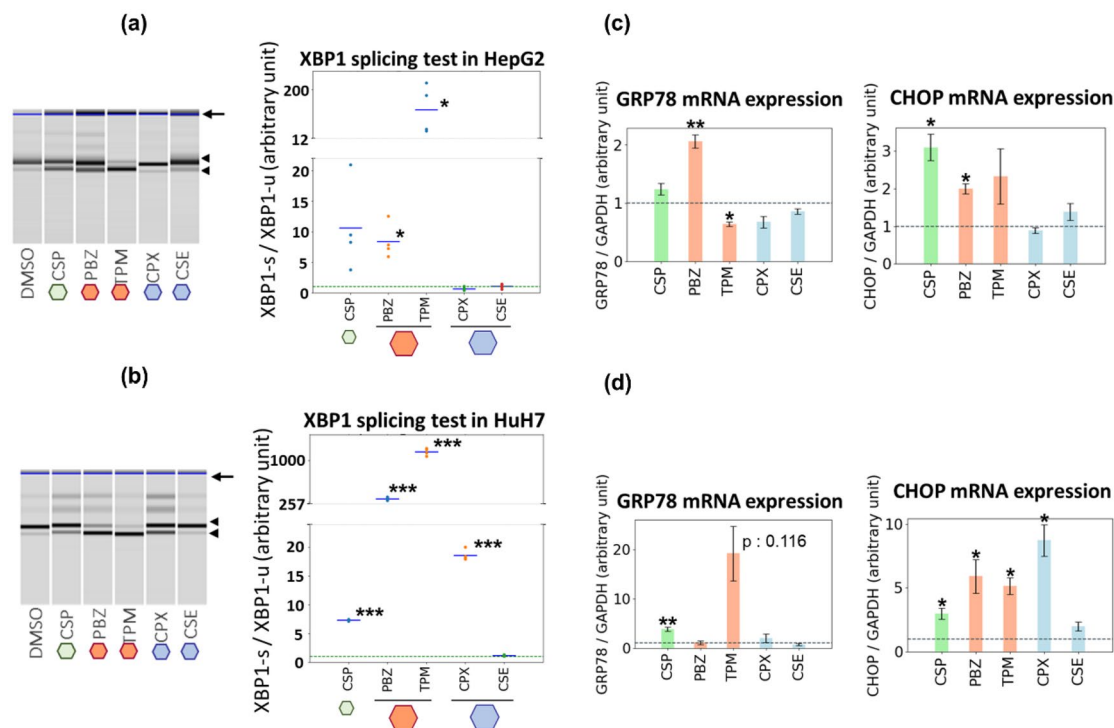 (a)
DMSO
CSP
PBZ
TPM
CPX
CSE
XBP1 splicing test in HepG2
XBP1-s / XBP1-u (arbitrary unit)
200
12
20
15
10
5
0
*
*
CSP
PBZ
TPM
CPX
CSE
(b)
DMSO
CSP
PBZ
TPM
CPX
CSE
XBP1 splicing test in HuH7
XBP1-s / XBP1-u (arbitrary unit)
1000
257
20
15
10
5
0
***
***
***
***
CSP
PBZ
TPM
CPX
CSE
(c)
GRP78 mRNA expression
GRP78 / GAPDH (arbitrary unit)
2
1
0
**
*
CSP
PBZ
TPM
CPX
CSE
CHOP mRNA expression
CHOP / GAPDH (arbitrary unit)
3
2
1
0
*
*
CSP
PBZ
TPM
CPX
CSE
(d)
GRP78 mRNA expression
GRP78 / GAPDH (arbitrary unit)
20
10
0
**
p : 0.116
CSP
PBZ
TPM
CPX
CSE
CHOP mRNA expression
CHOP / GAPDH (arbitrary unit)
10
5
0
*
*
*
*
CSP
PBZ
TPM
CPX
CSE